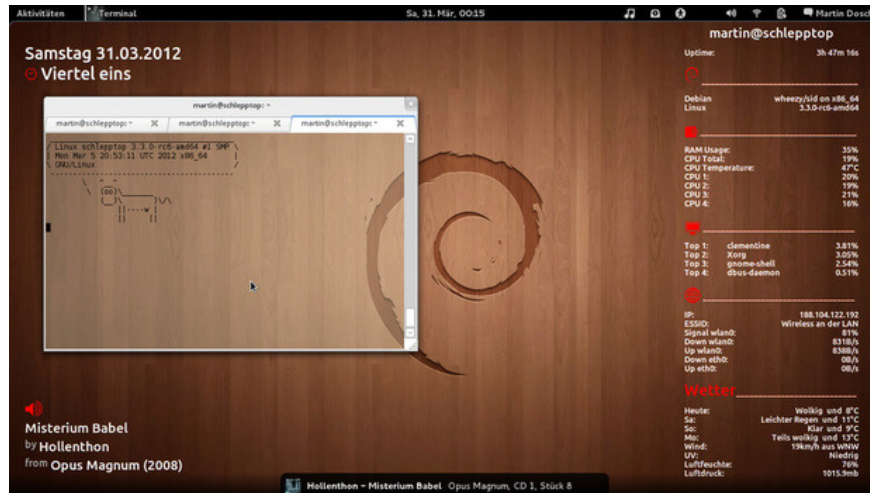 Aktivitäten Terminal Sa, 31. Mär, 00:15 Martin Dosch
Samstag 31.03.2012
Viertel eins
martin@schlepptop: ~
martin@schlepptop: ~ martin@schlepptop: ~ martin@schlepptop: ~
/ Linux schlepptop 3.3.0-rc6-amd64 #1 SMP \
| Mon Mar 5 20:53:11 UTC 2012 x86_64 |
\ GNU/Linux /
martin@schlepptop
Uptime: 3h 47m 16s
Debian wheezy/sid on x86_64
Linux 3.3.0-rc6-amd64
RAM Usage: 35%
CPU Total: 19%
CPU Temperature: 47°C
CPU 1: 20%
CPU 2: 19%
CPU 3: 21%
CPU 4: 16%
Top 1: clementine 3.81%
Top 2: Xorg 3.05%
Top 3: gnome-shell 2.54%
Top 4: dbus-daemon 0.51%
IP: 188.104.122.192
ESSID: Wireless an der LAN
Signal wlan0: 81%
Down wlan0: 831B/s
Up wlan0: 838B/s
Down eth0: 0B/s
Up eth0: 0B/s
Wetter
Heute: Wolkig und 8°C
Sa: Leichter Regen und 11°C
So: Klar und 9°C
Mo: Teils wolkig und 13°C
Wind: 19km/h aus WNW
UV: Niedrig
Luftfeuchte: 76%
Luftdruck: 1015.9mb
Misterium Babel
by Hollenthon
from Opus Magnum (2008)
Hollenthon - Misterium Babel Opus Magnum, CD 1, Stück 8